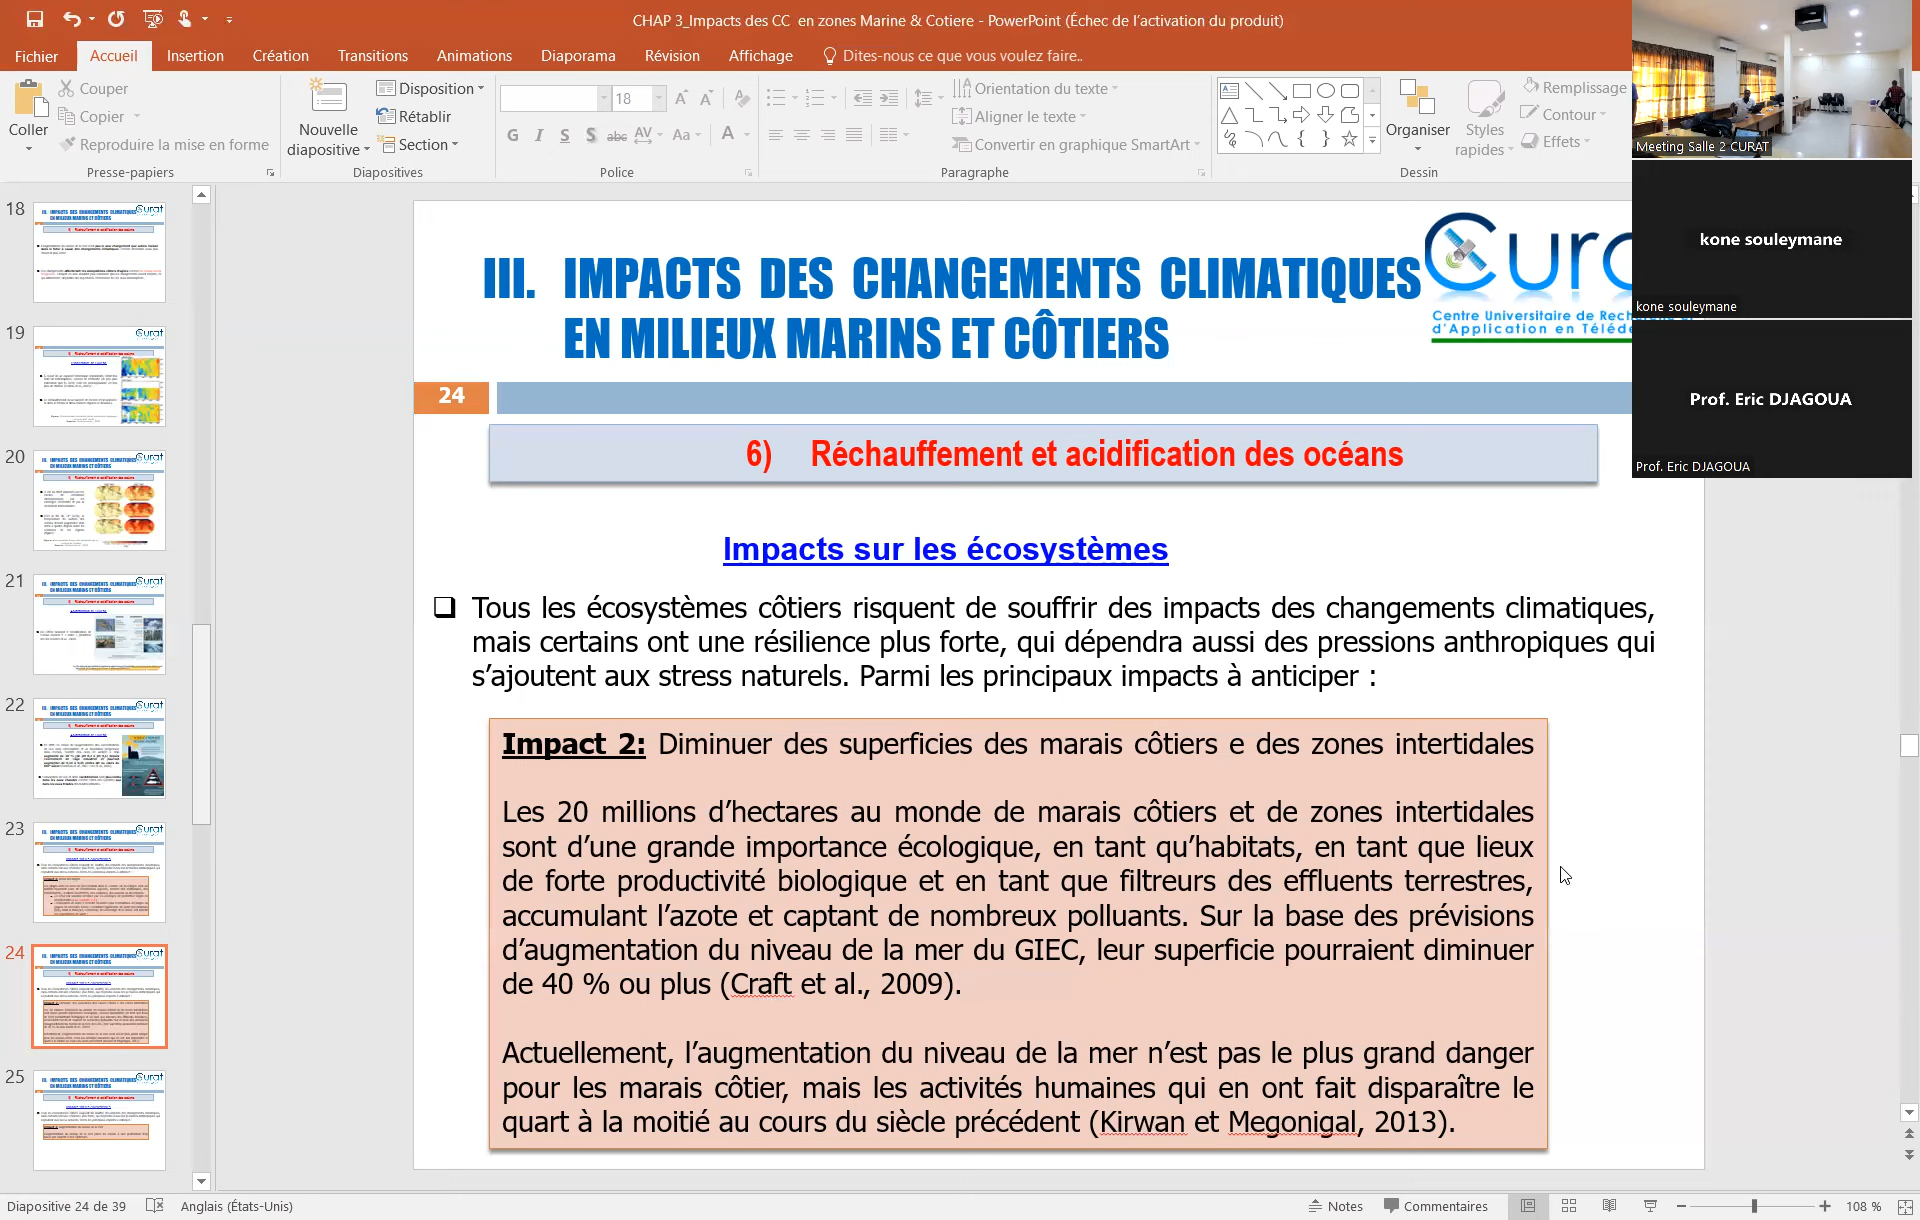 CHAP 3_Impacts des CC en zones Marine & Cotiere - PowerPoint (Échec de l'activation du produit)
Fichier Accueil Insertion Création Transitions Animations Diaporama Révision Affichage Dites-nous ce que vous voulez faire..
Coller
Couper
Copier
Reproduire la mise en forme
Presse-papiers
Nouvelle diapositive
Disposition
Rétablir
Section
Diapositives
18
G I S S abc AV Aa A
Police
Orientation du texte
Aligner le texte
Convertir en graphique SmartArt
Paragraphe
Organiser
Styles rapides
Remplissage
Contour
Effets
Dessin
Meeting Salle 2 CURAT
kone souleymane
kone souleymane
Prof. Eric DJAGOUA
Prof. Eric DJAGOUA
18
19
20
21
22
23
24
25
III. IMPACTS DES CHANGEMENTS CLIMATIQUES
EN MILIEUX MARINS ET CÔTIERS
Centre Universitaire de
d'Application en
24
6) Réchauffement et acidification des océans
Impacts sur les écosystèmes
❑ Tous les écosystèmes côtiers risquent de souffrir des impacts des changements climatiques,
mais certains ont une résilience plus forte, qui dépendra aussi des pressions anthropiques qui
s'ajoutent aux stress naturels. Parmi les principaux impacts à anticiper :
Impact 2: Diminuer des superficies des marais côtiers e des zones intertidales
Les 20 millions d'hectares au monde de marais côtiers et de zones intertidales
sont d'une grande importance écologique, en tant qu'habitats, en tant que lieux
de forte productivité biologique et en tant que filtreurs des effluents terrestres,
accumulant l'azote et captant de nombreux polluants. Sur la base des prévisions
d'augmentation du niveau de la mer du GIEC, leur superficie pourraient diminuer
de 40 % ou plus (Craft et al., 2009).
Actuellement, l'augmentation du niveau de la mer n'est pas le plus grand danger
pour les marais côtier, mais les activités humaines qui en ont fait disparaître le
quart à la moitié au cours du siècle précédent (Kirwan et Megonigal, 2013).
Diapositive 24 de 39 Anglais (États-Unis) Notes Commentaires 108 %